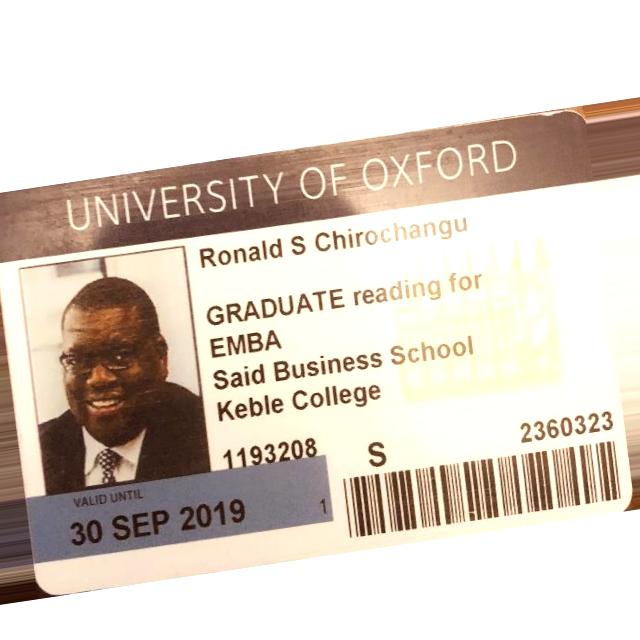 UNIVERSITY OF OXFORD
Ronald S Chirochangu
GRADUATE reading for
EMBA
Said Business School
Keble College
1193208
S
2360323
VALID UNTIL
30 SEP 2019
1